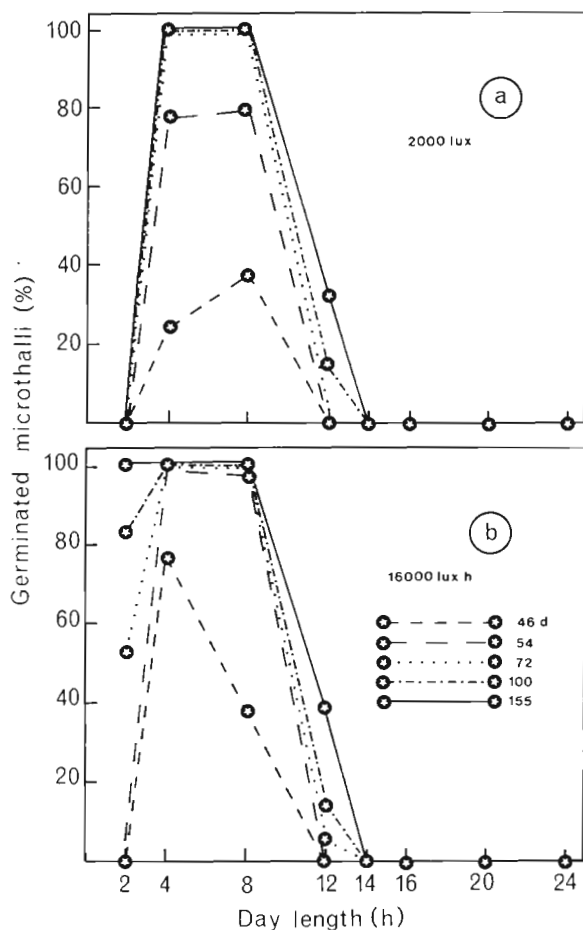 100
80
60
40
20
a
2000 lux
Germinated microthalli (%)
100
80
60
40
20
b
16000 lux h
46 d
54
72
100
155
2 4 8 12 14 16 20 24
Day length (h)